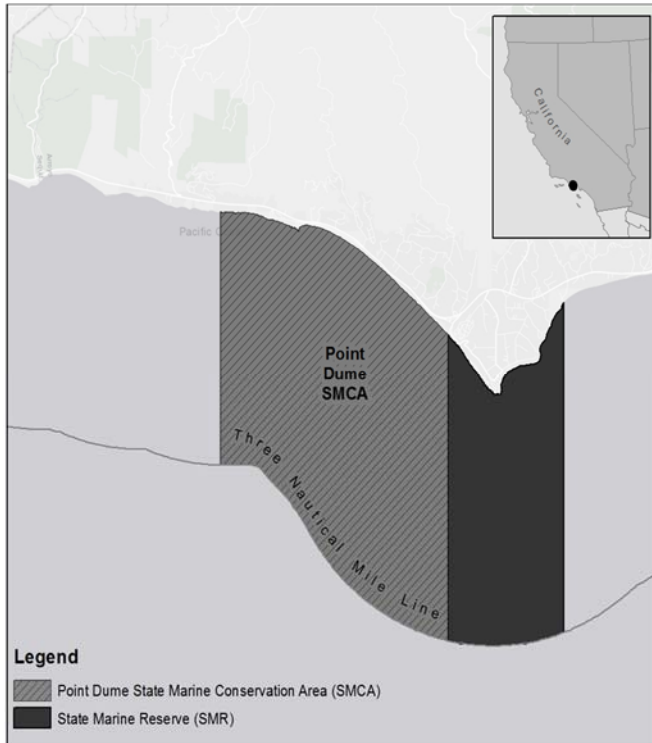 California
Pacific
Point
Dume
SMCA
Three Nautical Mile Line
Legend
Point Dume State Marine Conservation Area (SMCA)
State Marine Reserve (SMR)